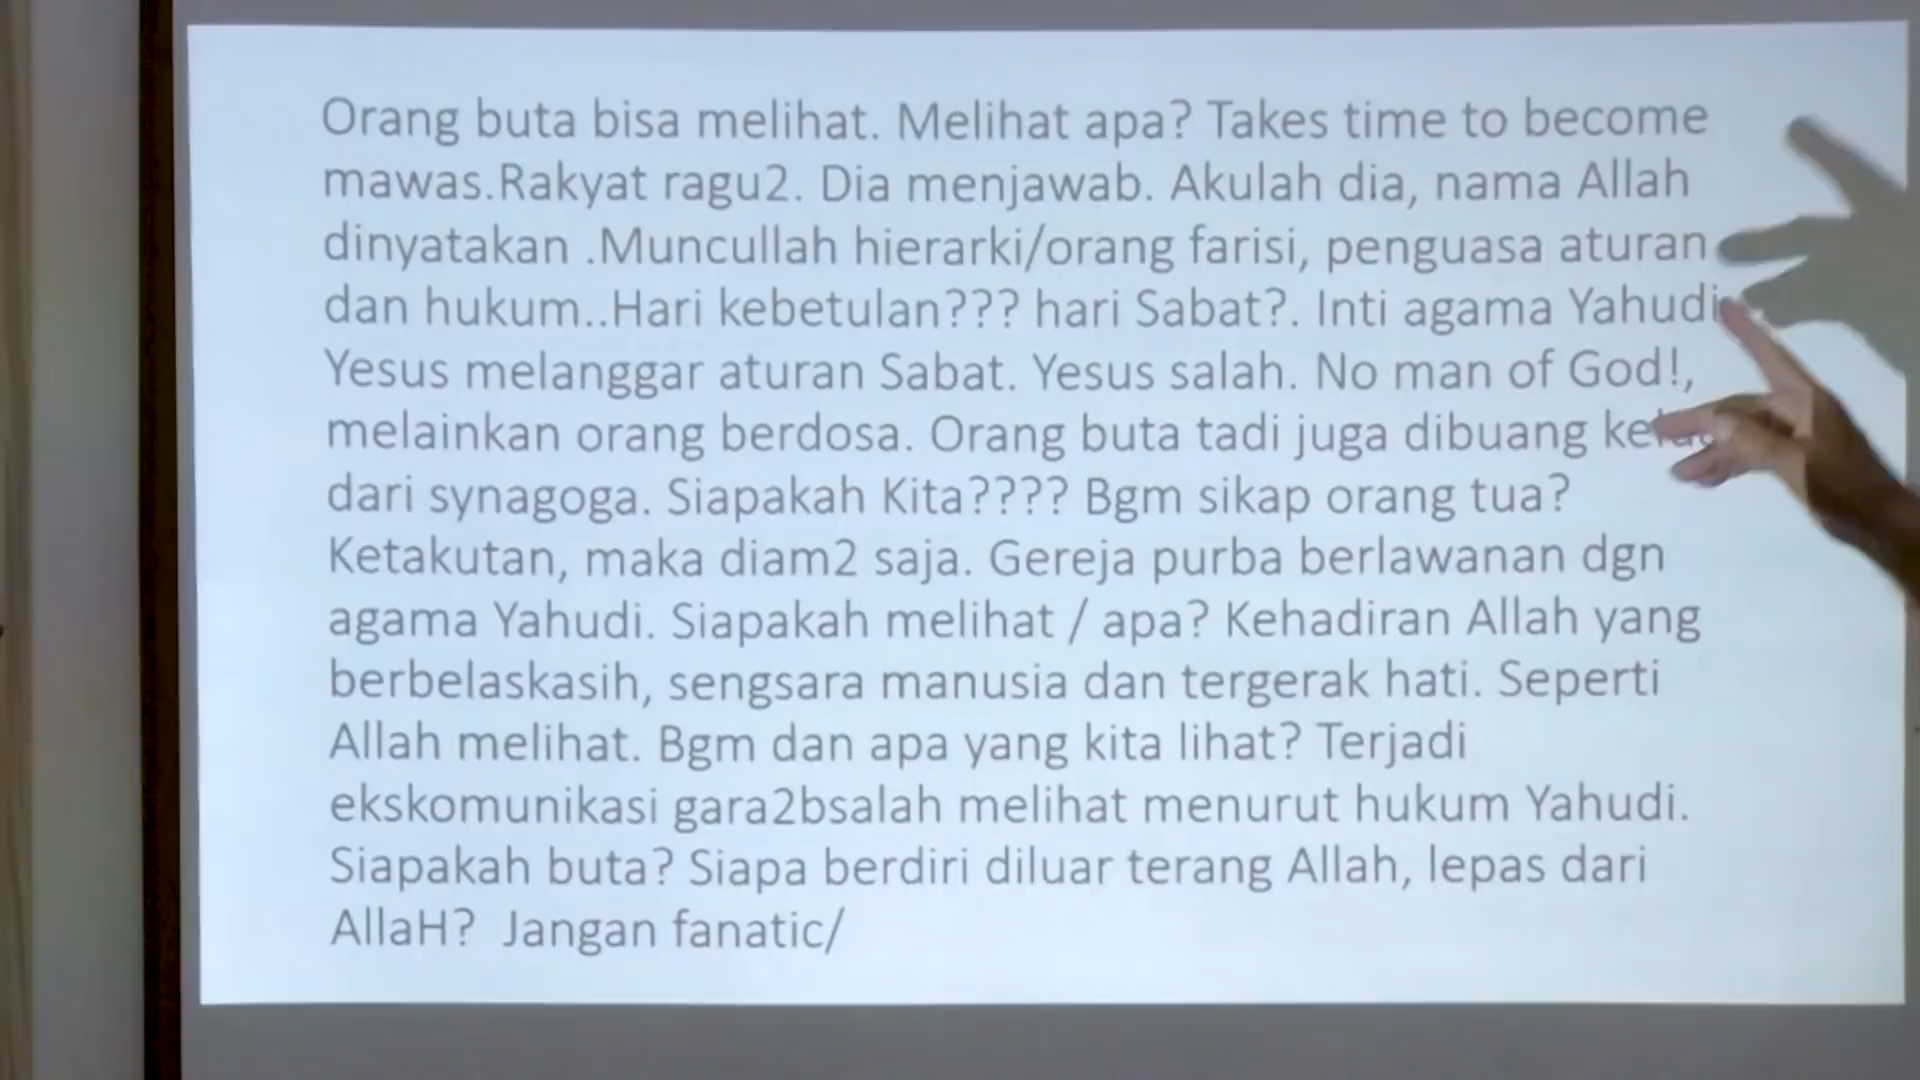 Orang buta bisa melihat. Melihat apa? Takes time to become
mawas.Rakyat ragu2. Dia menjawab. Akulah dia, nama Allah
dinyatakan .Muncullah hierarki/orang farisi, penguasa aturan
dan hukum..Hari kebetulan??? hari Sabat?. Inti agama Yahudi
Yesus melanggar aturan Sabat. Yesus salah. No man of God!,
melainkan orang berdosa. Orang buta tadi juga dibuang
dari synagoga. Siapakah Kita???? Bgm sikap orang tua?
Ketakutan, maka diam2 saja. Gereja purba berlawanan dgn
agama Yahudi. Siapakah melihat / apa? Kehadiran Allah yang
berbelaskasih, sengsara manusia dan tergerak hati. Seperti
Allah melihat. Bgm dan apa yang kita lihat? Terjadi
ekskomunikasi gara2bsalah melihat menurut hukum Yahudi.
Siapakah buta? Siapa berdiri diluar terang Allah, lepas dari
AllaH? Jangan fanatic/